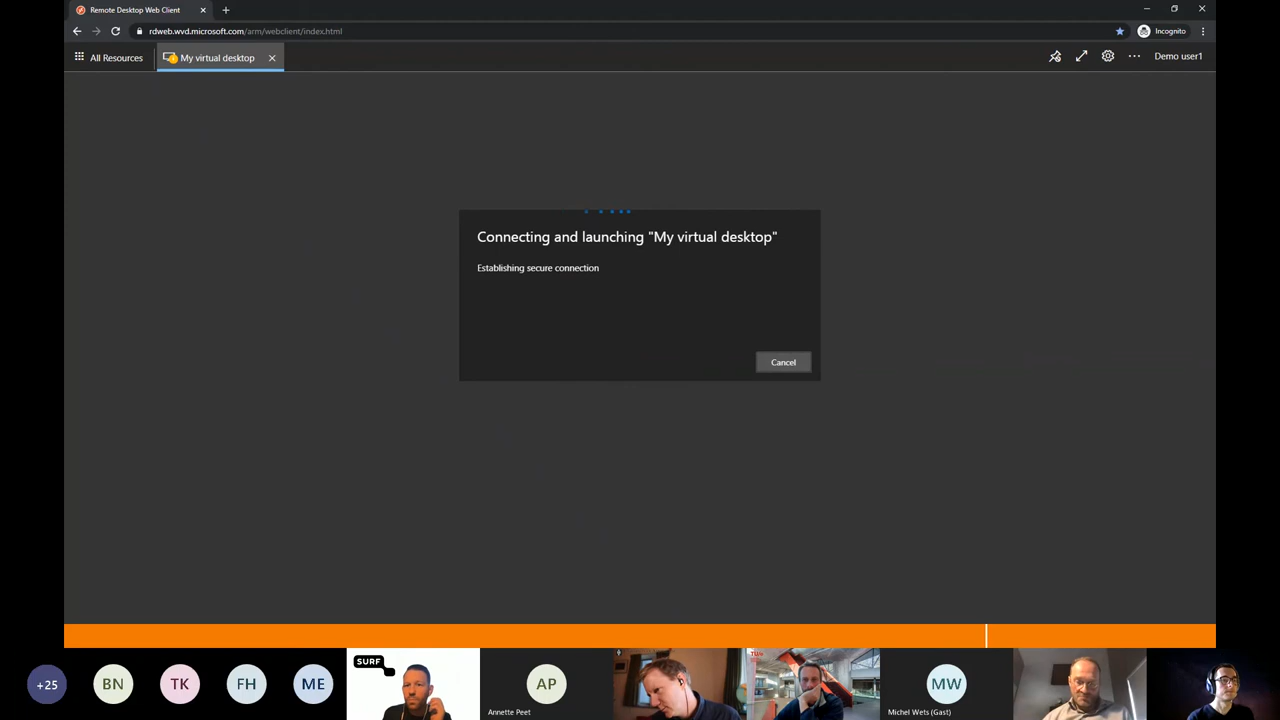 Remote Desktop Web Client
rdweb.wvd.microsoft.com/arm/webclient/index.html
Incognito
All Resources
My virtual desktop
Demo user1
Connecting and launching "My virtual desktop"
Establishing secure connection
Cancel
+25
BN
TK
FH
ME
SURF
AP
Annette Peet
MW
Michel Wets (Gast)